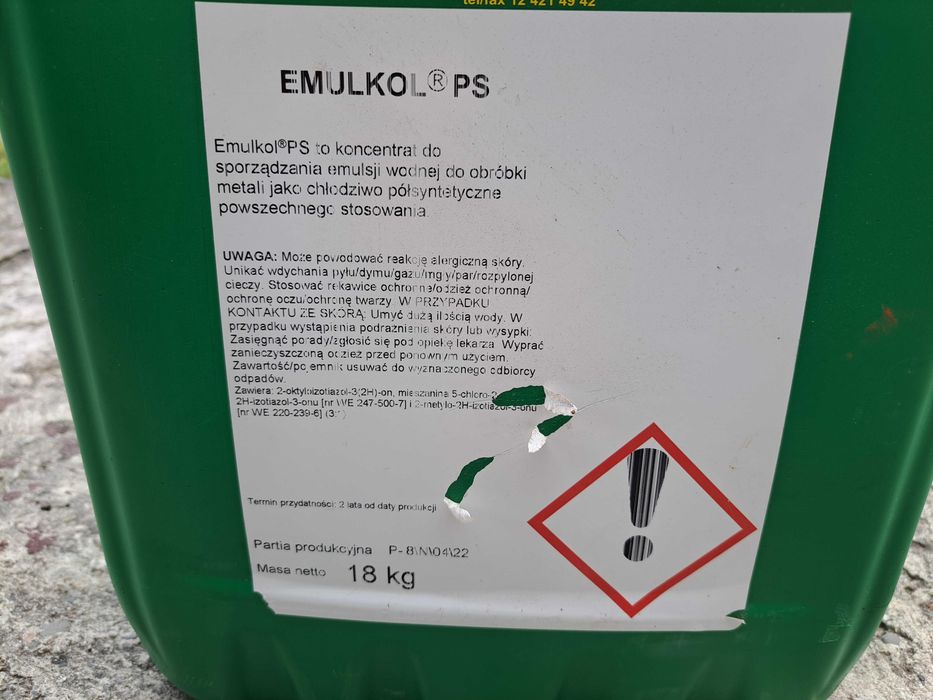 tel/fax 12 421 49 42
EMULKOL® PS
Emulkol®PS to koncentrat do
sporządzania emulsji wodnej do obróbki
metali jako chłodziwo półsyntetyczne
powszechnego stosowania.
UWAGA: Może powodować reakcję alergiczną skóry.
Unikać wdychania pyłu/dymu/gazu/mgły/par/rozpylonej
cieczy. Stosować rękawice ochronne/odzież ochronną/
ochronę oczu/ochronę twarzy. W PRZYPADKU
KONTAKTU ZE SKÓRĄ: Umyć dużą ilością wody. W
przypadku wystąpienia podrażnienia skóry lub wysypki:
Zasięgnąć porady/zgłosić się pod opiekę lekarza. Wyprać
zanieczyszczoną odzież przed ponownym użyciem.
Zawartość/pojemnik usuwać do wyznaczonego odbiorcy
odpadów.
Zawiera: 2-oktyloizotiazol-3(2H)-on, mieszanina 5-chloro-2-
2H-izotiazol-3-onu [nr WE 247-500-7] i 2-metylo-2H-izotiazol-3-onu
[nr WE 220-239-6] (3:1)
Termin przydatności: 2 lata od daty produkcji
Partia produkcyjna P-8\N\04\22
Masa netto 18 kg